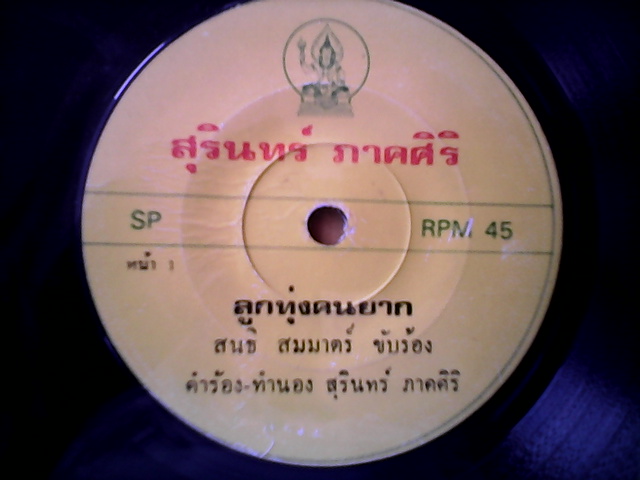 สุรินทร์ ภาคศิริ
SP RPM 45
หน้า 1
ลูกทุ่งคนยาก
สนธิ สมมาตร์ ขับร้อง
คำร้อง-ทำนอง สุรินทร์ ภาคศิริ